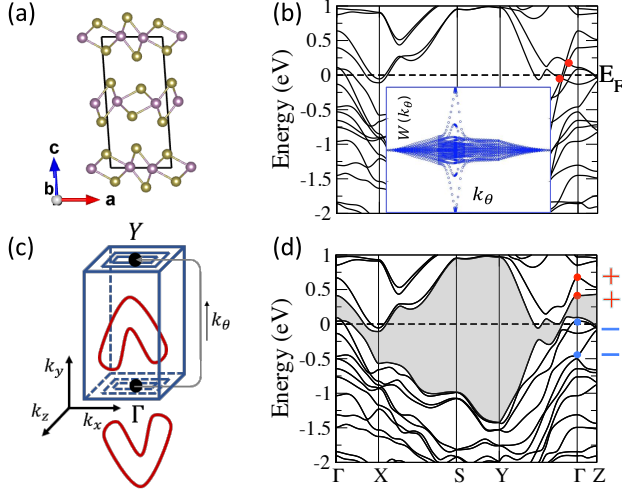 (a)
c
b
a
(b)
Energy (eV)
1
0.5
0
-0.5
-1
-1.5
-2
E_F
W(k_θ)
k_θ
(c)
Y
k_θ
k_y
k_z
k_x
Γ
(d)
Energy (eV)
1
0.5
0
-0.5
-1
-1.5
-2
+
+
−
−
Γ X S Y Γ Z